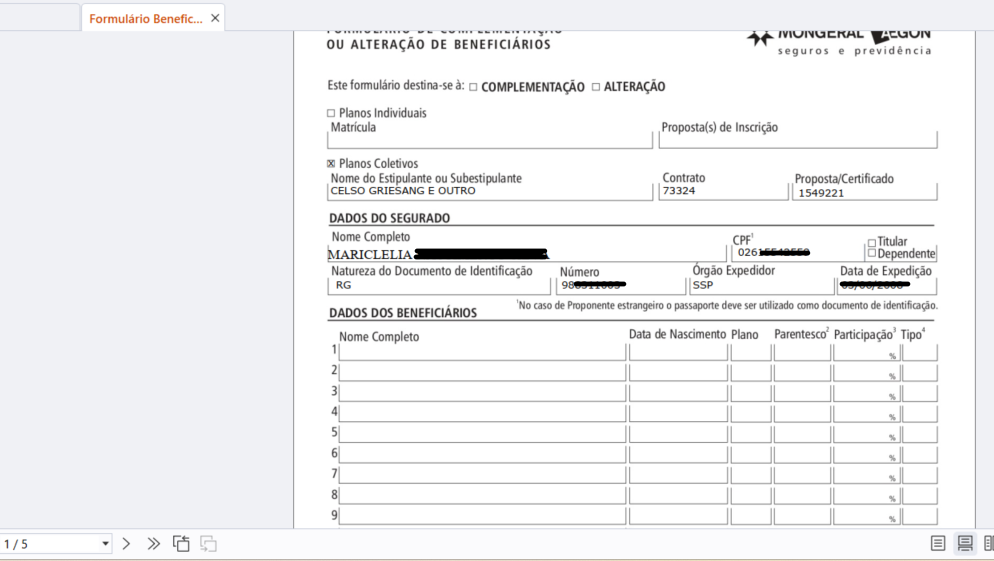 Formulário Benefic... ×
FORMULÁRIO DE COMPLEMENTAÇÃO
OU ALTERAÇÃO DE BENEFICIÁRIOS
MONGERAL AEGON
seguros e previdência
Este formulário destina-se à: ☐ COMPLEMENTAÇÃO ☐ ALTERAÇÃO
☐ Planos Individuais
Matrícula Proposta(s) de Inscrição
☒ Planos Coletivos
Nome do Estipulante ou Subestipulante Contrato Proposta/Certificado
CELSO GRIESANG E OUTRO 73324 1549221
DADOS DO SEGURADO
Nome Completo CPF¹ ☐ Titular
MARICLELIA 026 ☐ Dependente
Natureza do Documento de Identificação Número Órgão Expedidor Data de Expedição
RG 98 SSP
¹No caso de Proponente estrangeiro o passaporte deve ser utilizado como documento de identificação.
DADOS DOS BENEFICIÁRIOS
Nome Completo Data de Nascimento Plano Parentesco² Participação³ Tipo⁴
1 %
2 %
3 %
4 %
5 %
6 %
7 %
8 %
9 %
1 / 5